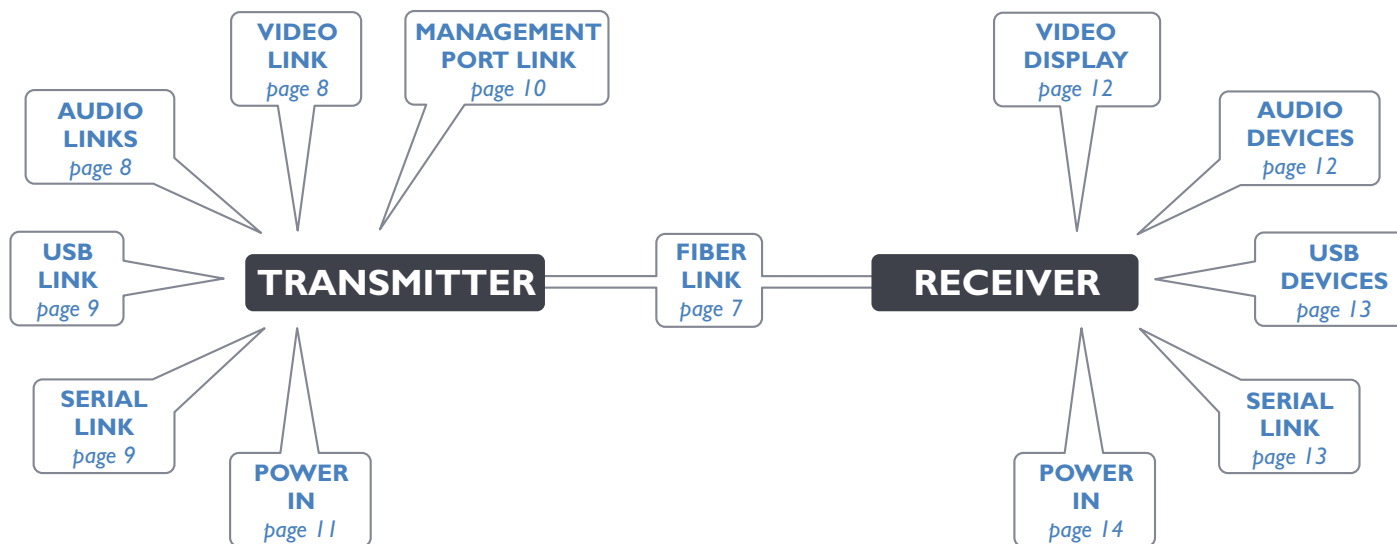 VIDEO
LINK
page 8
MANAGEMENT
PORT LINK
page 10
VIDEO
DISPLAY
page 12
AUDIO
LINKS
page 8
AUDIO
DEVICES
page 12
USB
LINK
page 9
TRANSMITTER
FIBER
LINK
page 7
RECEIVER
USB
DEVICES
page 13
SERIAL
LINK
page 9
SERIAL
LINK
page 13
POWER
IN
page 11
POWER
IN
page 14